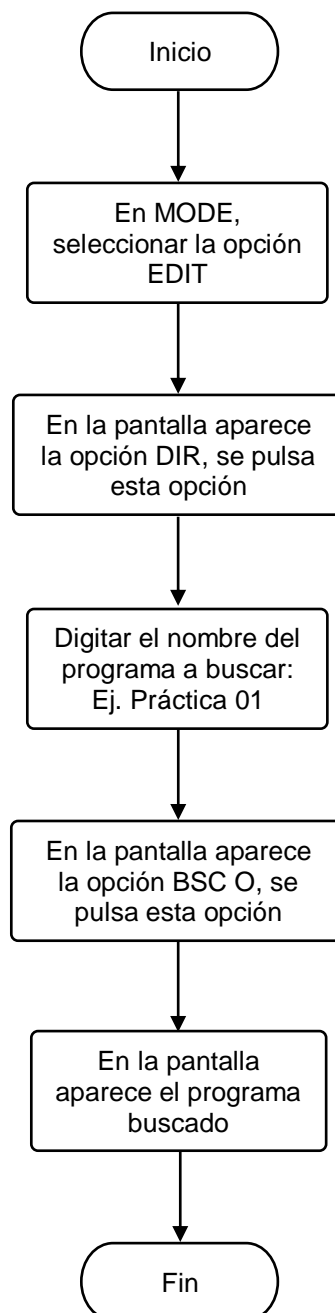 Inicio
En MODE,
seleccionar la opción
EDIT
En la pantalla aparece
la opción DIR, se pulsa
esta opción
Digitar el nombre del
programa a buscar:
Ej. Práctica 01
En la pantalla aparece
la opción BSC O, se
pulsa esta opción
En la pantalla
aparece el programa
buscado
Fin